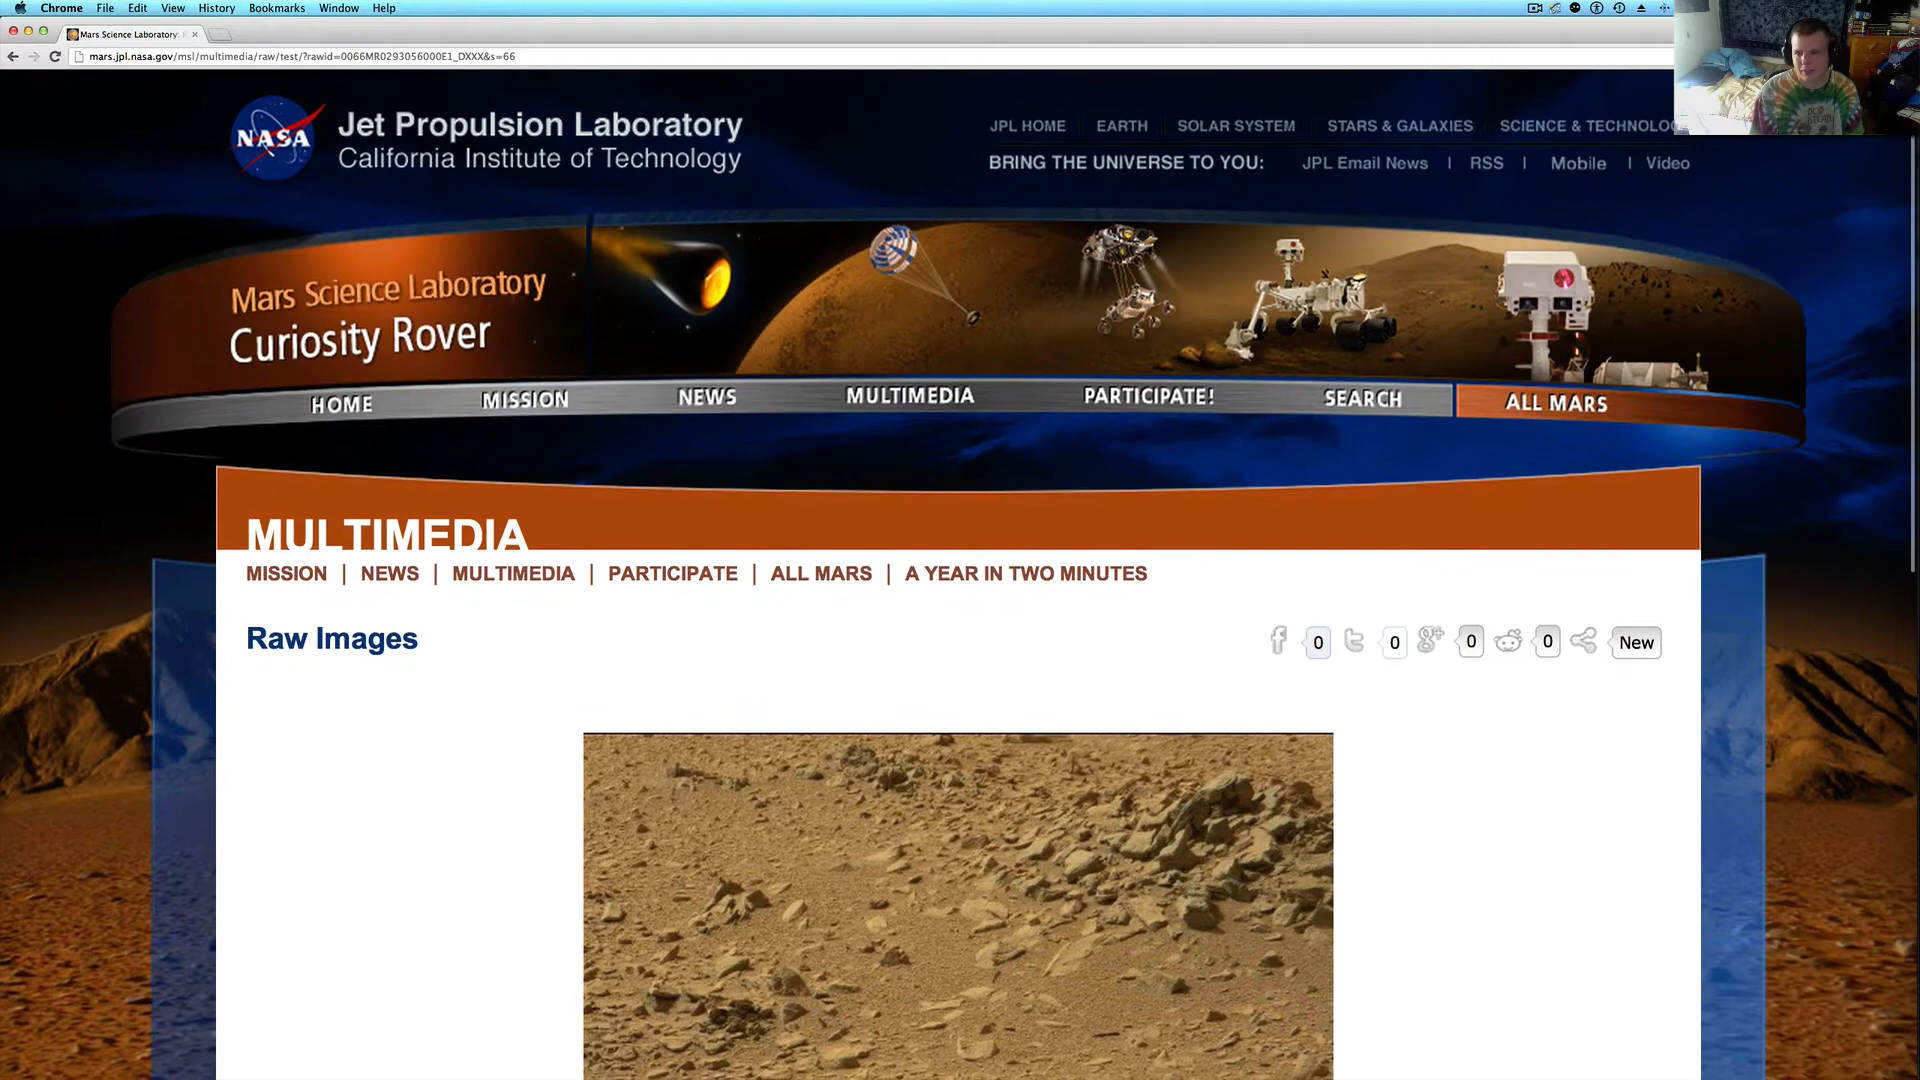 Chrome File Edit View History Bookmarks Window Help
Mars Science Laboratory:
mars.jpl.nasa.gov/msl/multimedia/raw/test/?rawid=0066MR0293056000E1_DXXX&s=66
NASA
Jet Propulsion Laboratory
California Institute of Technology
JPL HOME EARTH SOLAR SYSTEM STARS & GALAXIES SCIENCE & TECHNOLO
BRING THE UNIVERSE TO YOU: JPL Email News | RSS | Mobile | Video
Mars Science Laboratory
Curiosity Rover
HOME MISSION NEWS MULTIMEDIA PARTICIPATE! SEARCH ALL MARS
MULTIMEDIA
MISSION | NEWS | MULTIMEDIA | PARTICIPATE | ALL MARS | A YEAR IN TWO MINUTES
Raw Images
0 0 0 0 New